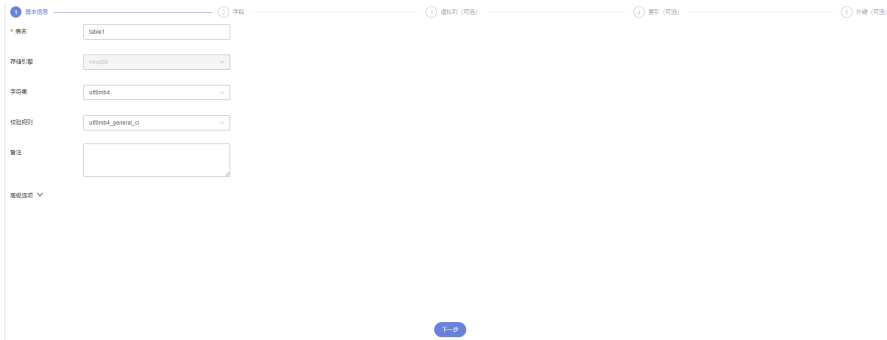 1 基本信息 2 字段 3 虚拟列（可选） 4 索引（可选） 5 外键（可选）
* 表名 table1
存储引擎 InnoDB
字符集 utf8mb4
校验规则 utf8mb4_general_ci
备注
高级选项
下一步